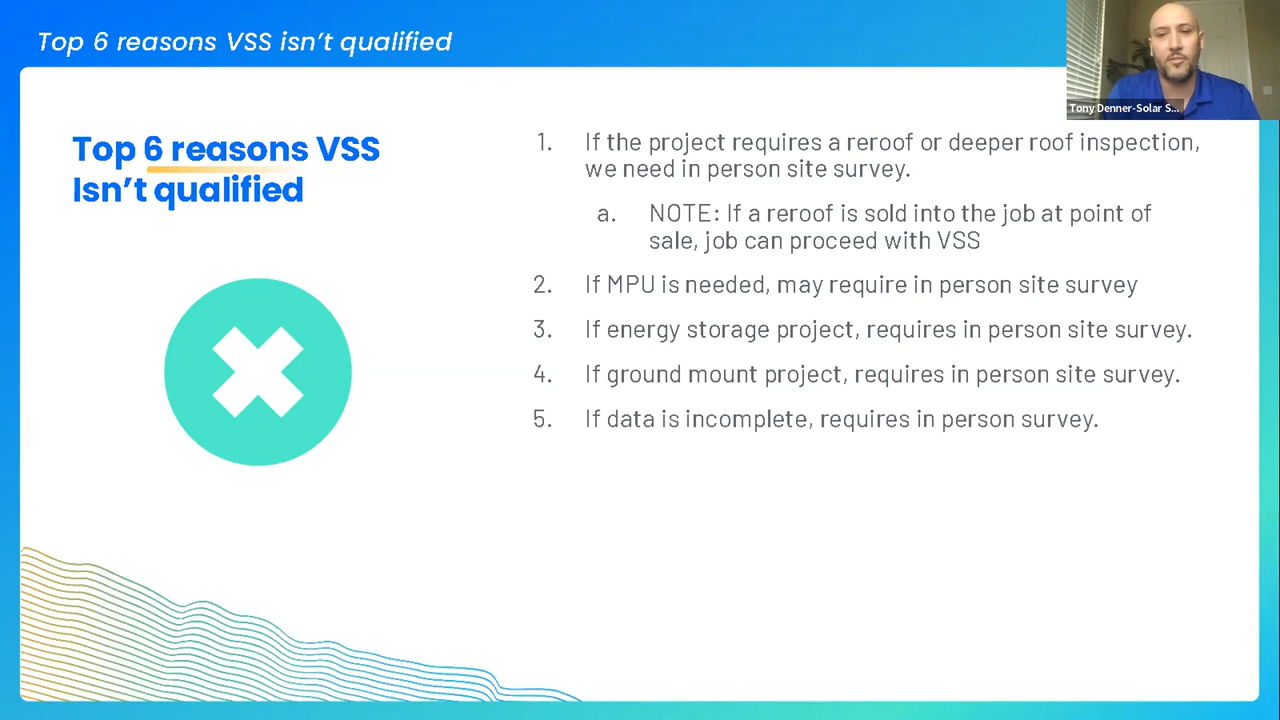 Top 6 reasons VSS isn’t qualified
Tony Denner-Solar S...
Top 6 reasons VSS
Isn’t qualified
1. If the project requires a reroof or deeper roof inspection,
we need in person site survey.
a. NOTE: If a reroof is sold into the job at point of
sale, job can proceed with VSS
2. If MPU is needed, may require in person site survey
3. If energy storage project, requires in person site survey.
4. If ground mount project, requires in person site survey.
5. If data is incomplete, requires in person survey.